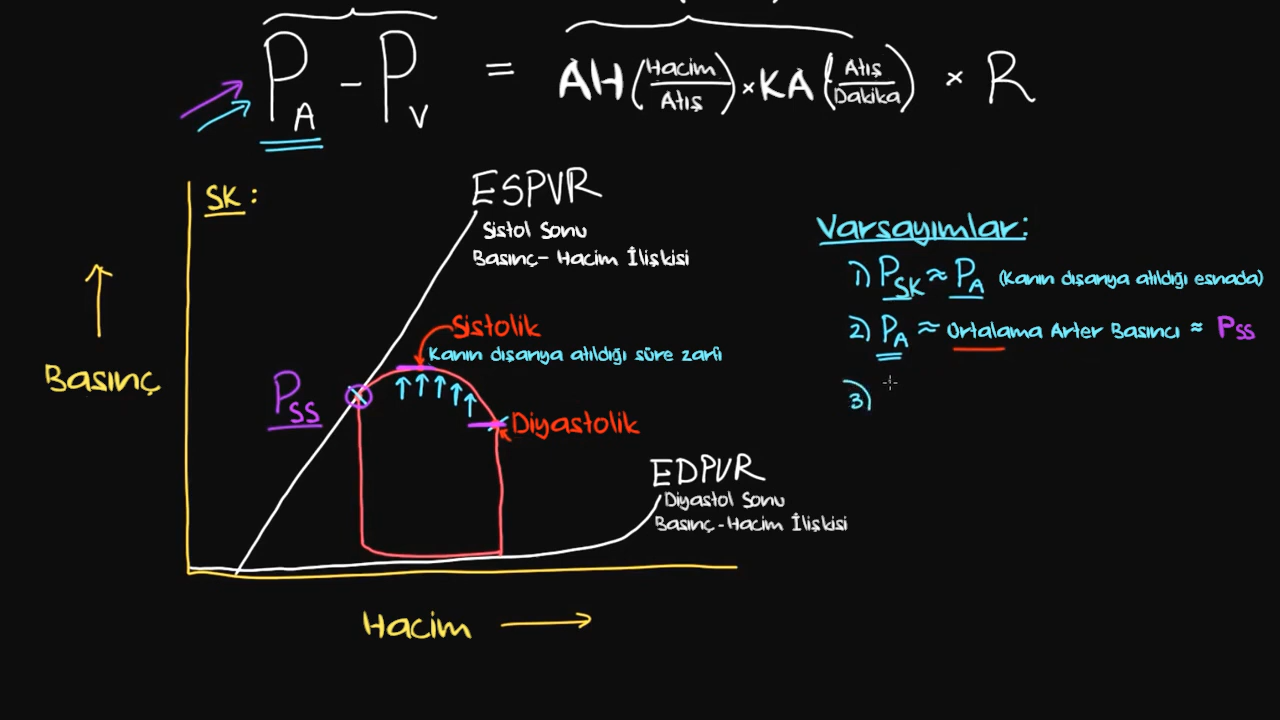 P_A - P_V = AH (Hacim/Atış) × KA (Atış/Dakika) × R
SK:
ESPVR
Sistol Sonu
Basınç-Hacim İlişkisi
Varsayımlar:
1) P_SK ≈ P_A (Kanın dışarıya atıldığı esnada)
2) P_A ≈ Ortalama Arter Basıncı ≈ P_SS
3)
Sistolik
Kanın dışarıya atıldığı süre zarfı
Basınç
P_SS
Diyastolik
EDPVR
Diyastol Sonu
Basınç-Hacim İlişkisi
Hacim